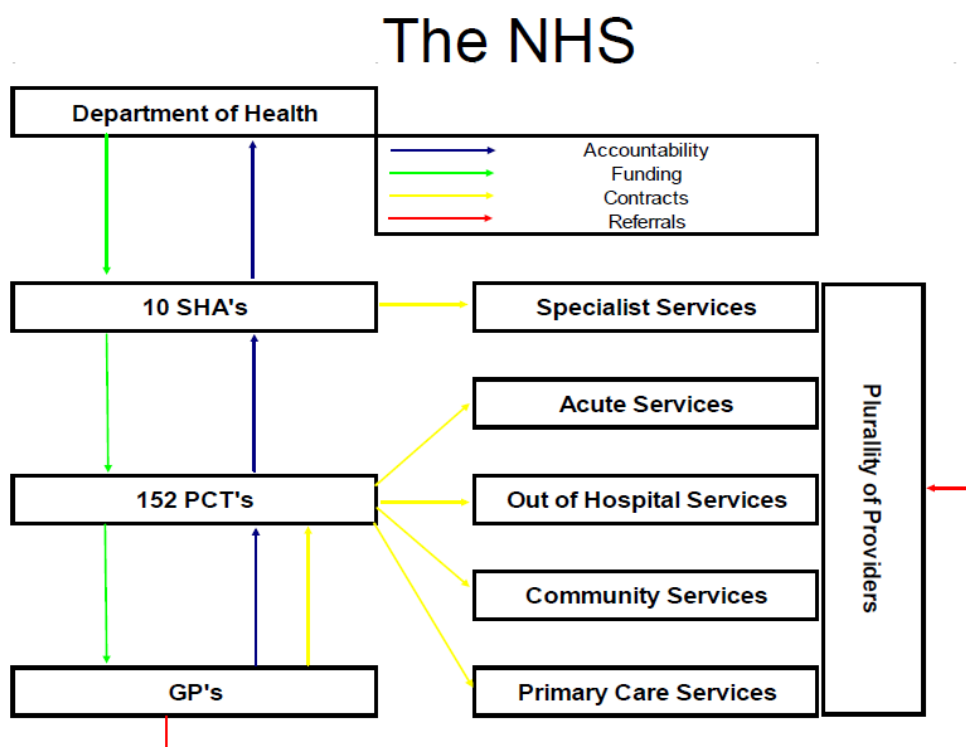 The NHS
Department of Health
Accountability
Funding
Contracts
Referrals
10 SHA's
Specialist Services
Acute Services
152 PCT's
Out of Hospital Services
Community Services
GP's
Primary Care Services
Plurallity of Providers